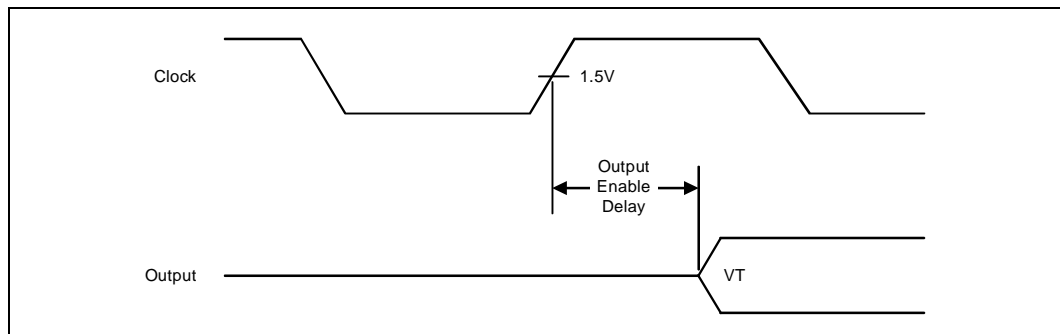 Clock
1.5V
Output
Enable
Delay
Output
VT